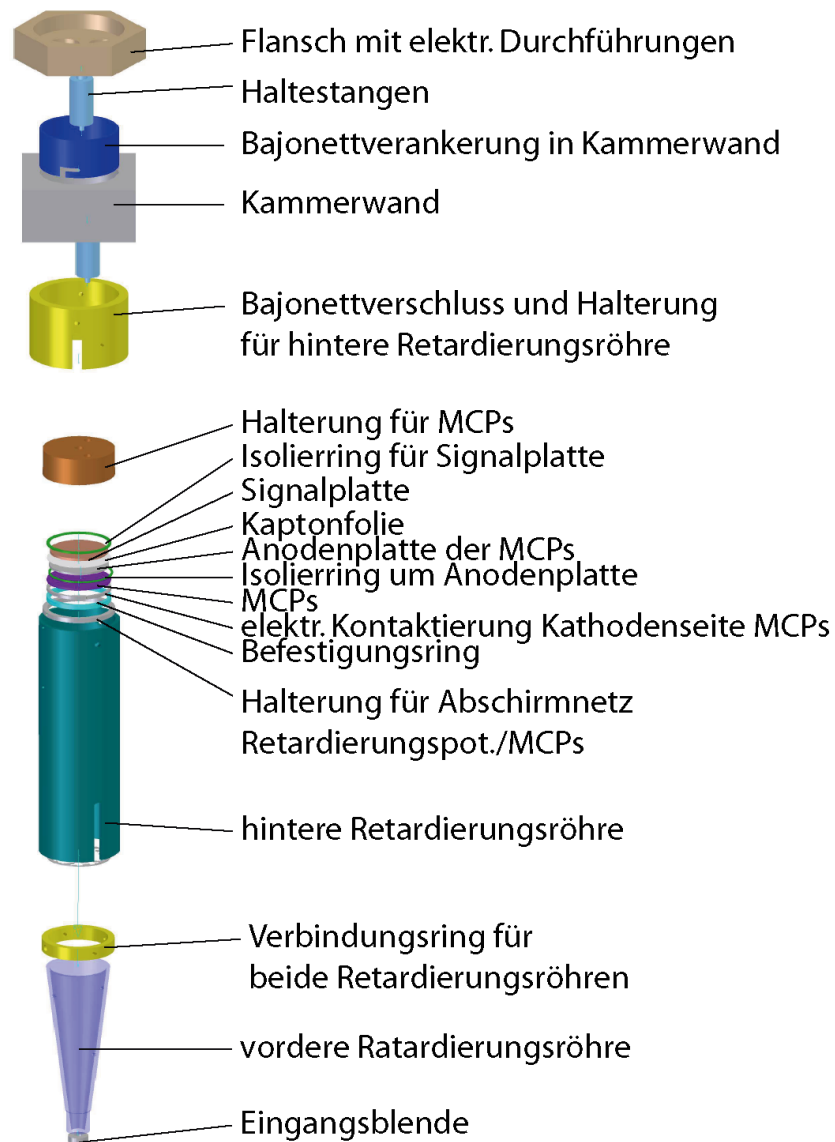 Flansch mit elektr. Durchführungen
Haltestangen
Bajonettverankerung in Kammerwand
Kammerwand
Bajonettverschluss und Halterung
für hintere Retardierungsröhre
Halterung für MCPs
Isolierring für Signalplatte
Signalplatte
Kaptonfolie
Anodenplatte der MCPs
Isolierring um Anodenplatte
MCPs
elektr. Kontaktierung Kathodenseite MCPs
Befestigungsring
Halterung für Abschirmnetz
Retardierungspot./MCPs
hintere Retardierungsröhre
Verbindungsring für
beide Retardierungsröhren
vordere Ratardierungsröhre
Eingangsblende